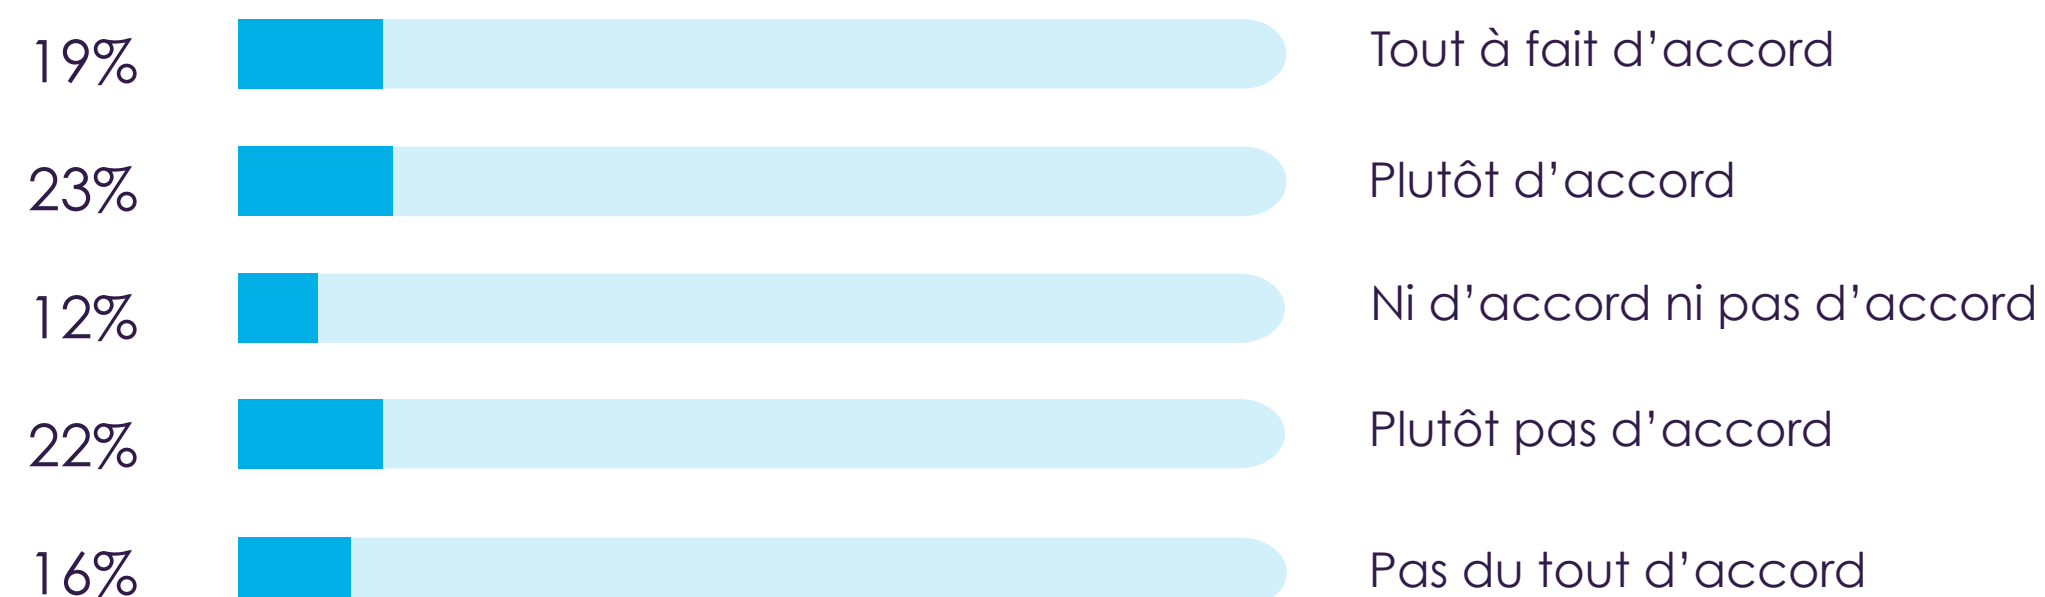 19% Tout à fait d’accord
23% Plutôt d’accord
12% Ni d’accord ni pas d’accord
22% Plutôt pas d’accord
16% Pas du tout d’accord